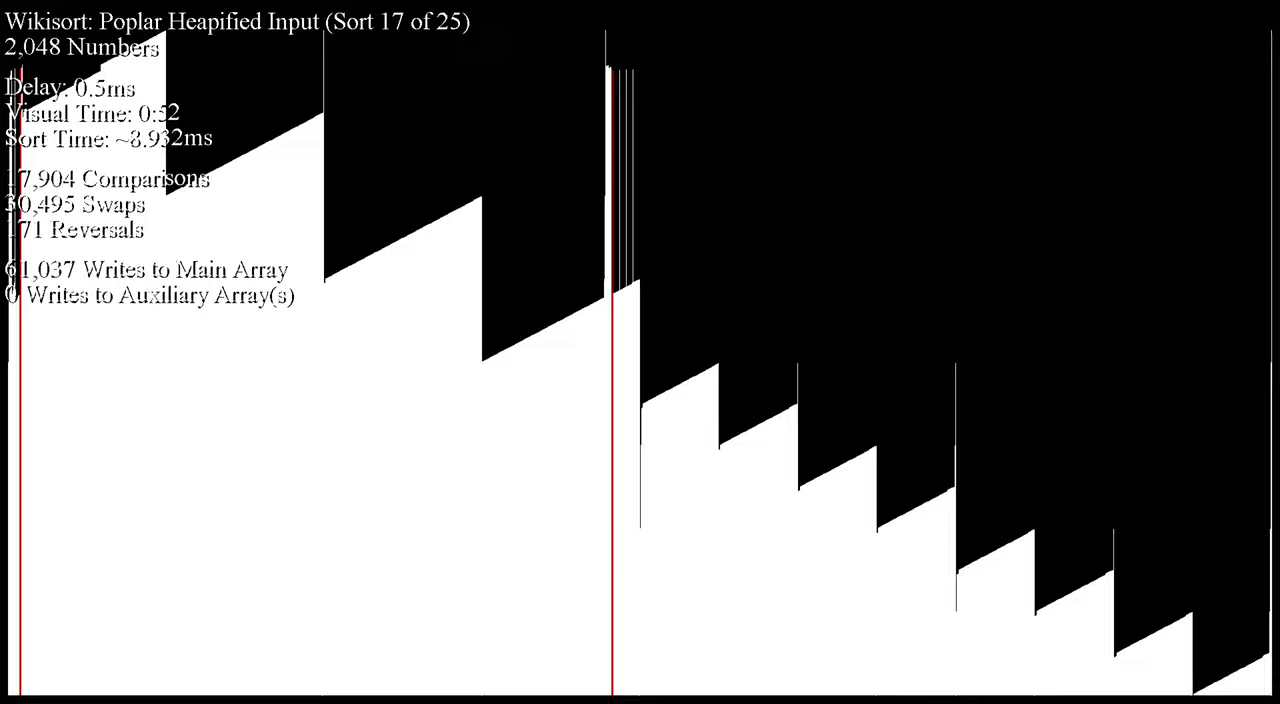 Wikisort: Poplar Heapified Input (Sort 17 of 25)
2,048 Numbers
Delay: 0.5ms
Visual Time: 0:52
Sort Time: ~8.932ms
17,904 Comparisons
30,495 Swaps
171 Reversals
61,037 Writes to Main Array
0 Writes to Auxiliary Array(s)